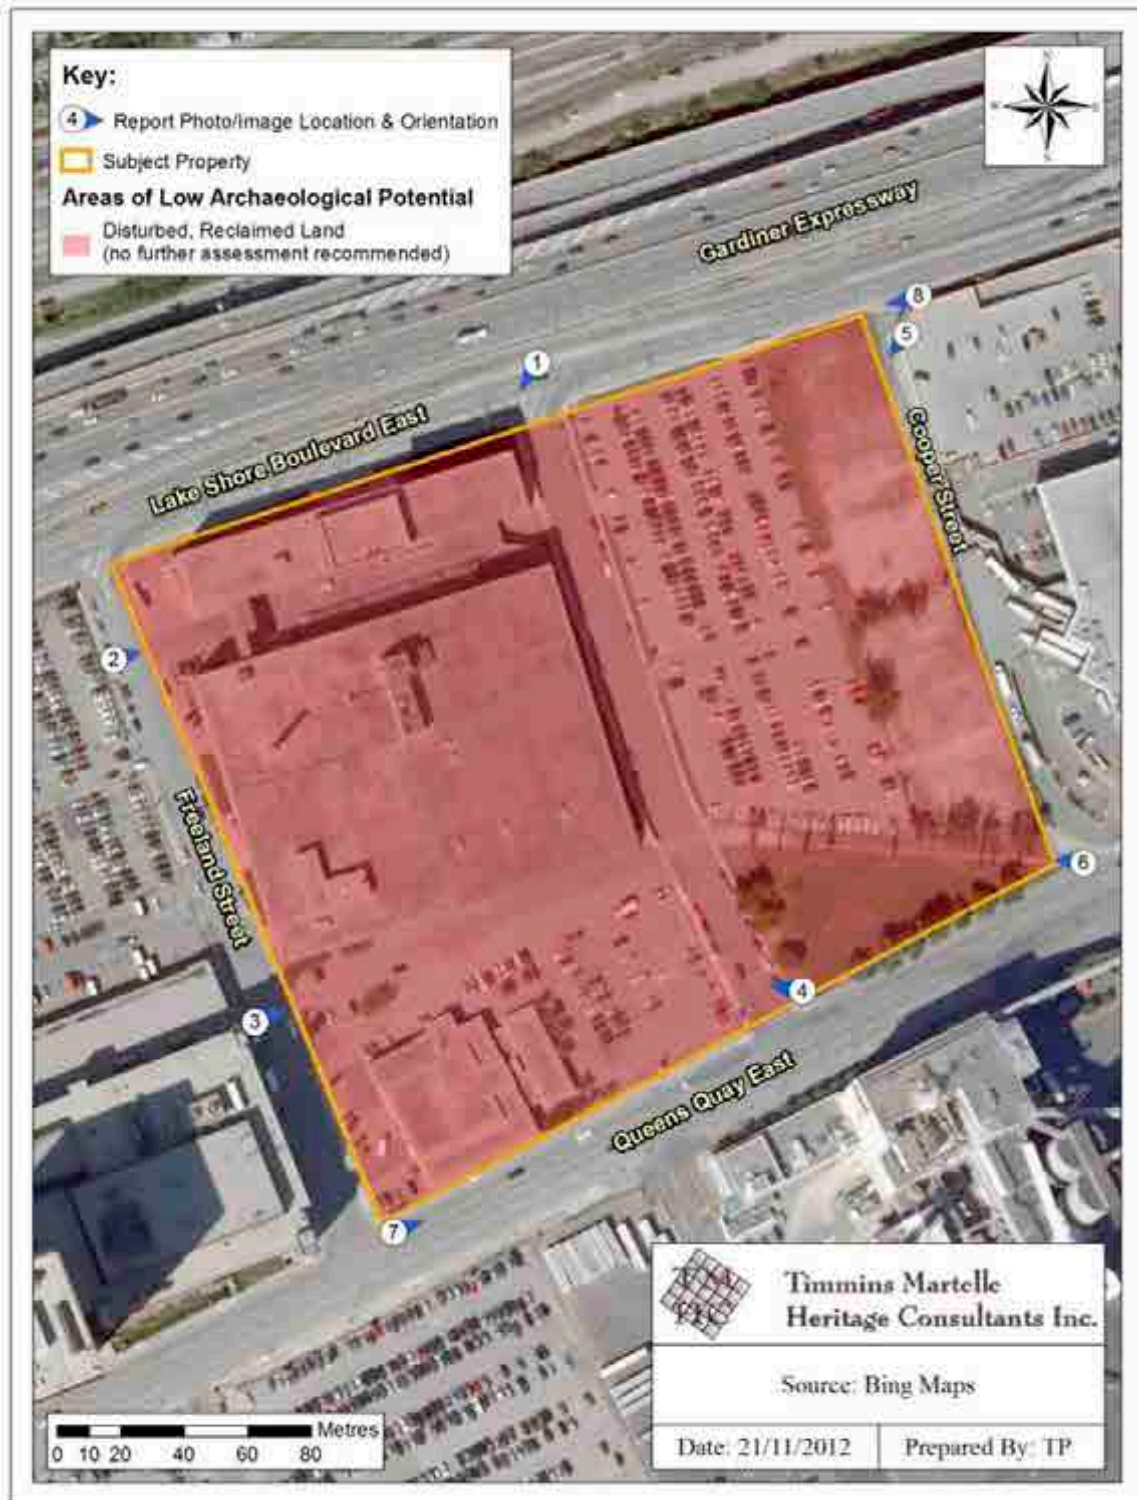 Key:
4 Report Photo/Image Location & Orientation
Subject Property
Areas of Low Archaeological Potential
Disturbed, Reclaimed Land
(no further assessment recommended)
Gardiner Expressway
8
5
1
Lake Shore Boulevard East
Cooper Street
2
Freeland Street
6
4
3
Queens Quay East
7
Timmins Martelle
Heritage Consultants Inc.
Source: Bing Maps
Date: 21/11/2012
Prepared By: TP
Metres
0 10 20 40 60 80